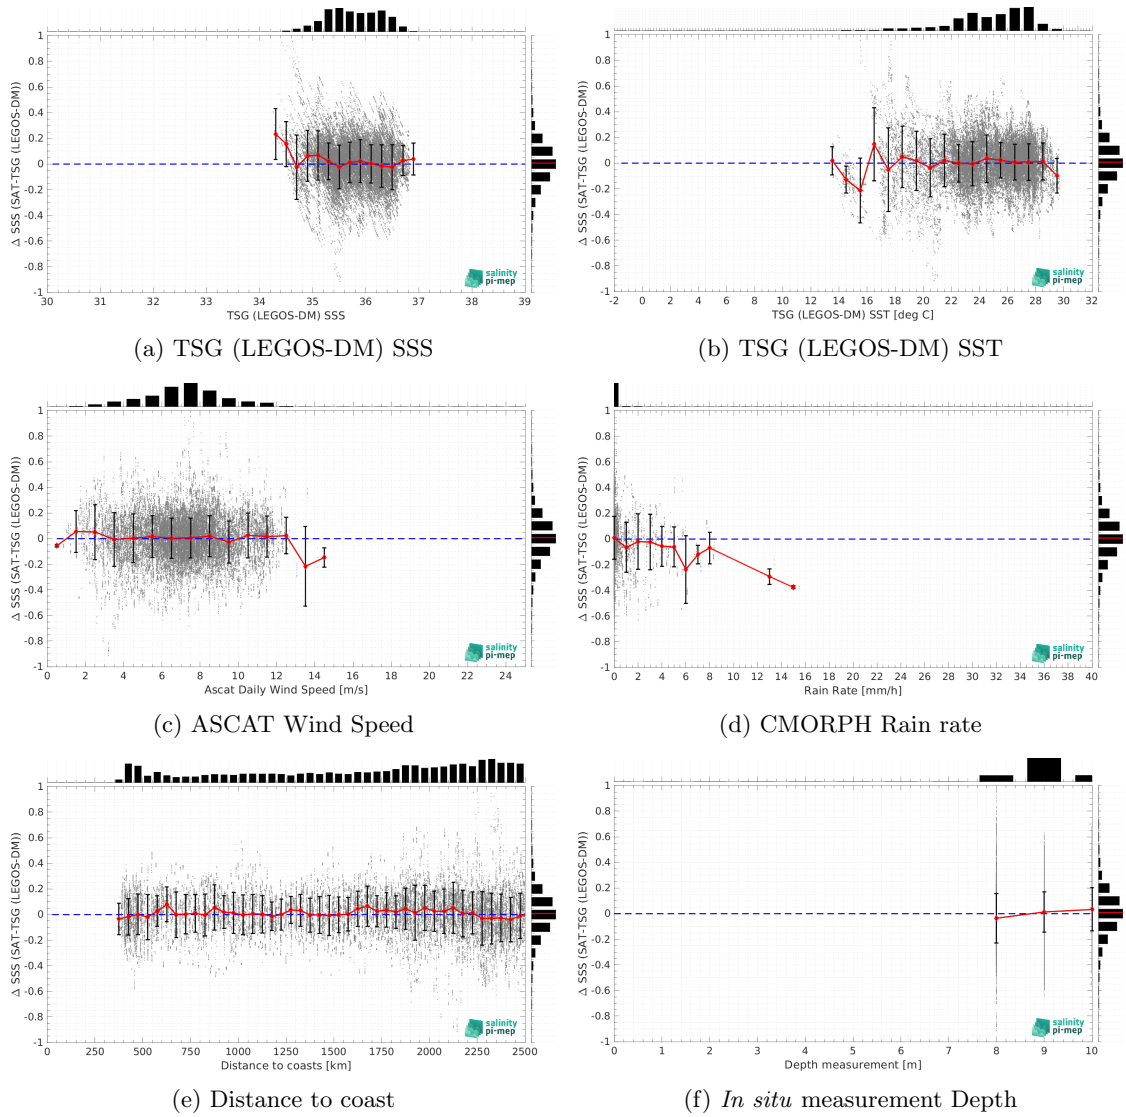 1
0.8
0.6
0.4
0.2
0
-0.2
-0.4
-0.6
-0.8
-1
Δ SSS (SAT-TSG (LEGOS-DM))
salinity
pi-mep
30 31 32 33 34 35 36 37 38 39
TSG (LEGOS-DM) SSS
(a) TSG (LEGOS-DM) SSS
1
0.8
0.6
0.4
0.2
0
-0.2
-0.4
-0.6
-0.8
-1
Δ SSS (SAT-TSG (LEGOS-DM))
salinity
pi-mep
-2 0 2 4 6 8 10 12 14 16 18 20 22 24 26 28 30 32
TSG (LEGOS-DM) SST [deg C]
(b) TSG (LEGOS-DM) SST
1
0.8
0.6
0.4
0.2
0
-0.2
-0.4
-0.6
-0.8
-1
Δ SSS (SAT-TSG (LEGOS-DM))
salinity
pi-mep
0 2 4 6 8 10 12 14 16 18 20 22 24
Ascat Daily Wind Speed [m/s]
(c) ASCAT Wind Speed
1
0.8
0.6
0.4
0.2
0
-0.2
-0.4
-0.6
-0.8
-1
Δ SSS (SAT-TSG (LEGOS-DM))
salinity
pi-mep
0 2 4 6 8 10 12 14 16 18 20 22 24 26 28 30 32 34 36 38 40
Rain Rate [mm/h]
(d) CMORPH Rain rate
1
0.8
0.6
0.4
0.2
0
-0.2
-0.4
-0.6
-0.8
-1
Δ SSS (SAT-TSG (LEGOS-DM))
salinity
pi-mep
0 250 500 750 1000 1250 1500 1750 2000 2250 2500
Distance to coasts [km]
(e) Distance to coast
1
0.8
0.6
0.4
0.2
0
-0.2
-0.4
-0.6
-0.8
-1
Δ SSS (SAT-TSG (LEGOS-DM))
salinity
pi-mep
0 1 2 3 4 5 6 7 8 9 10
Depth measurement [m]
(f) In situ measurement Depth